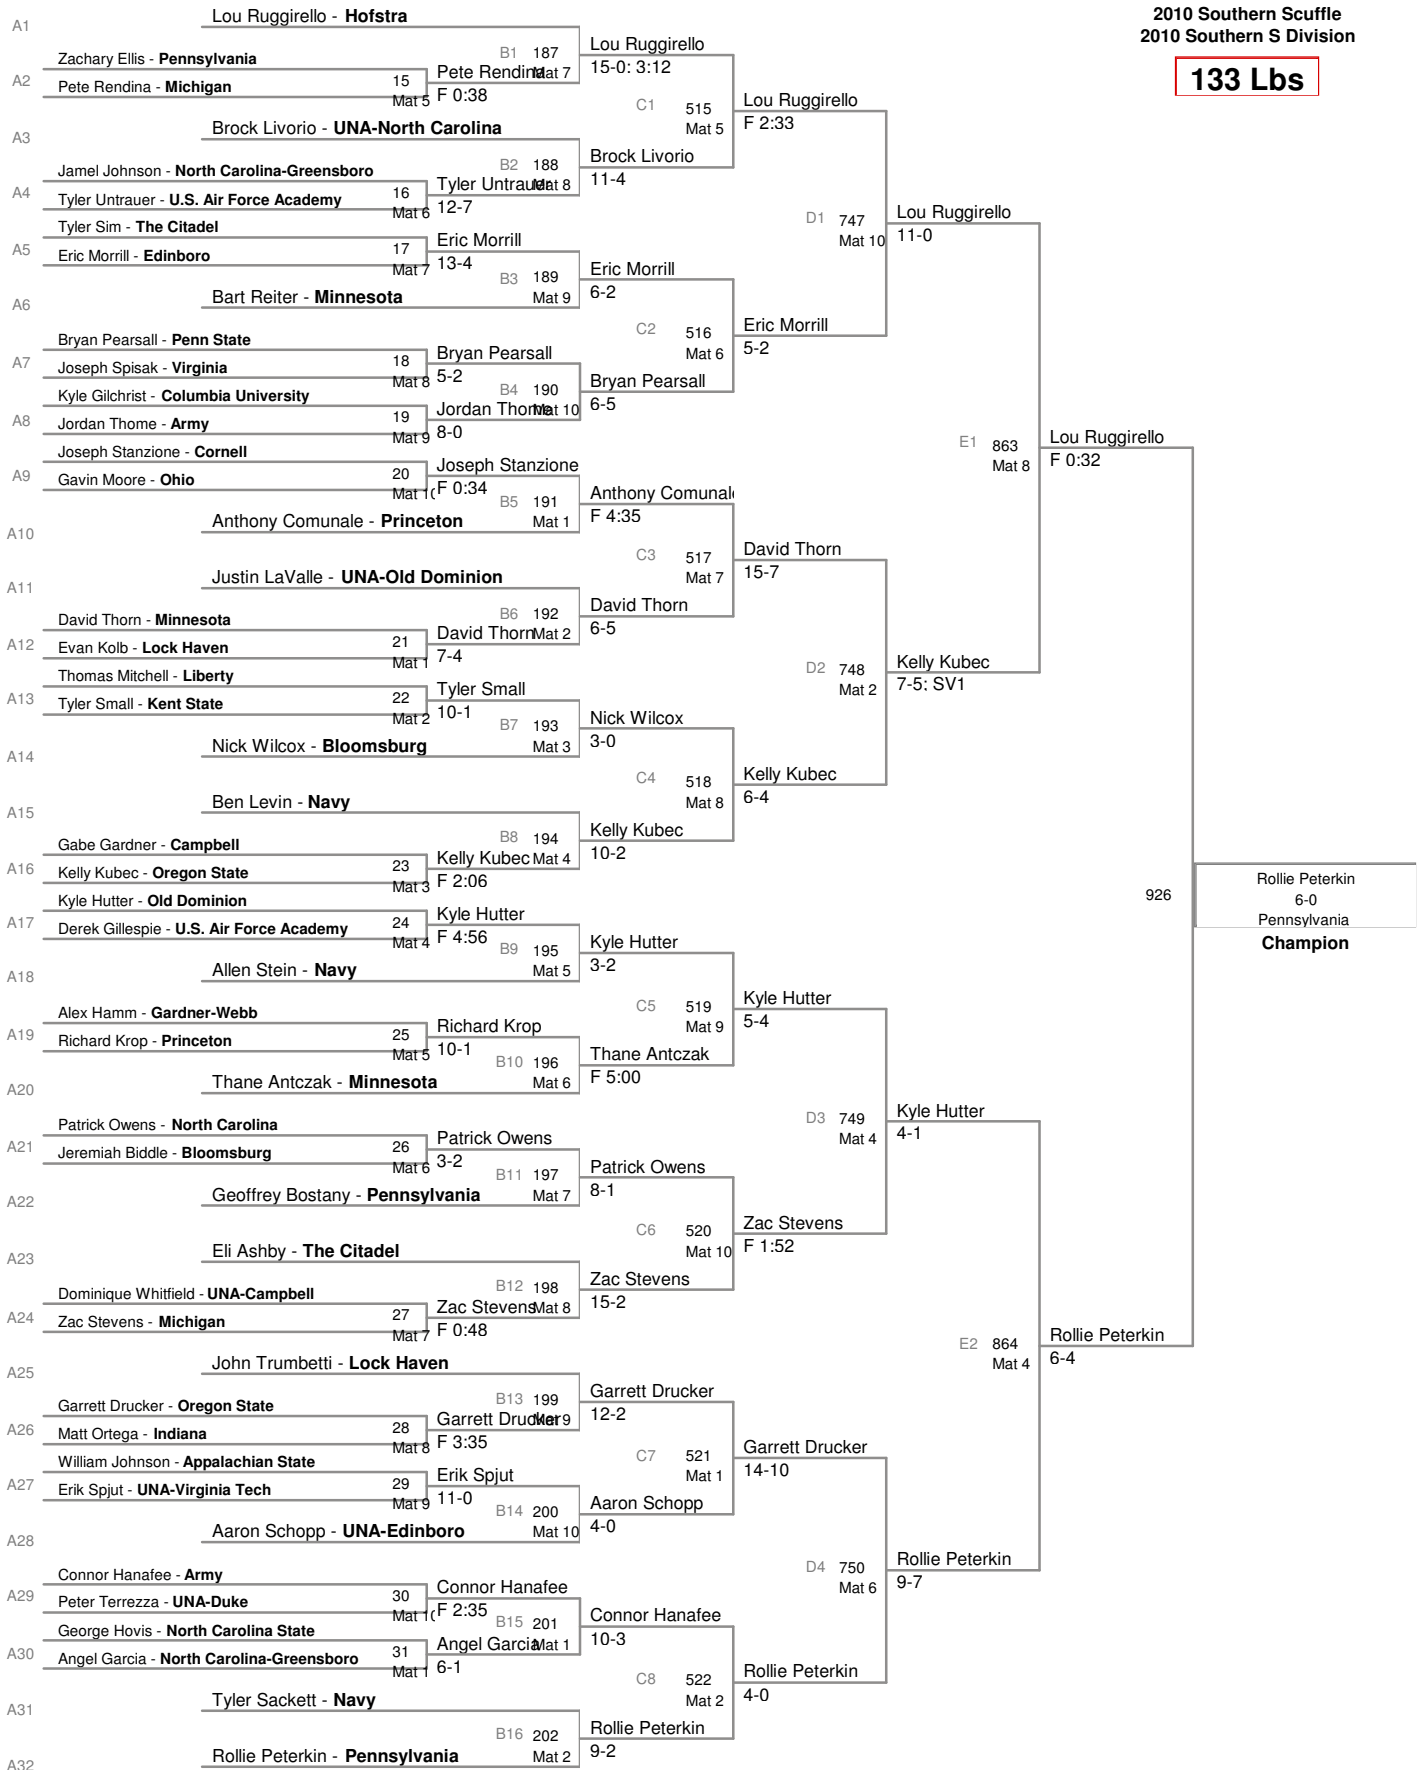 2010 Southern Scuffle
2010 Southern S Division
133 Lbs
A1
Lou Ruggirello - Hofstra
Zachary Ellis - Pennsylvania
A2
Pete Rendina - Michigan
15
Mat 5
Pete Rendina
F 0:38
B1 187
Mat 7
Lou Ruggirello
15-0: 3:12
A3
Brock Livorio - UNA-North Carolina
Jamel Johnson - North Carolina-Greensboro
A4
Tyler Untrauer - U.S. Air Force Academy
16
Mat 6
Tyler Untrauer
12-7
B2 188
Mat 8
Brock Livorio
11-4
C1 515
Mat 5
Lou Ruggirello
F 2:33
Tyler Sim - The Citadel
A5
Eric Morrill - Edinboro
17
Mat 7
Eric Morrill
13-4
A6
Bart Reiter - Minnesota
B3 189
Mat 9
Eric Morrill
6-2
Bryan Pearsall - Penn State
A7
Joseph Spisak - Virginia
18
Mat 8
Bryan Pearsall
5-2
Kyle Gilchrist - Columbia University
A8
Jordan Thome - Army
19
Mat 9
Jordan Thome
8-0
B4 190
Mat 10
Bryan Pearsall
6-5
C2 516
Mat 6
Eric Morrill
5-2
D1 747
Mat 10
Lou Ruggirello
11-0
Joseph Stanzione - Cornell
A9
Gavin Moore - Ohio
20
Mat 10
Joseph Stanzione
F 0:34
A10
Anthony Comunale - Princeton
B5 191
Mat 1
Anthony Comunale
F 4:35
A11
Justin LaValle - UNA-Old Dominion
David Thorn - Minnesota
A12
Evan Kolb - Lock Haven
21
Mat 1
David Thorn
7-4
B6 192
Mat 2
David Thorn
6-5
C3 517
Mat 7
David Thorn
15-7
Thomas Mitchell - Liberty
A13
Tyler Small - Kent State
22
Mat 2
Tyler Small
10-1
A14
Nick Wilcox - Bloomsburg
B7 193
Mat 3
Nick Wilcox
3-0
A15
Ben Levin - Navy
Gabe Gardner - Campbell
A16
Kelly Kubec - Oregon State
23
Mat 3
Kelly Kubec
F 2:06
B8 194
Mat 4
Kelly Kubec
10-2
C4 518
Mat 8
Kelly Kubec
6-4
D2 748
Mat 2
Kelly Kubec
7-5: SV1
E1 863
Mat 8
Lou Ruggirello
F 0:32
Kyle Hutter - Old Dominion
A17
Derek Gillespie - U.S. Air Force Academy
24
Mat 4
Kyle Hutter
F 4:56
A18
Allen Stein - Navy
B9 195
Mat 5
Kyle Hutter
3-2
Alex Hamm - Gardner-Webb
A19
Richard Krop - Princeton
25
Mat 5
Richard Krop
10-1
A20
Thane Antczak - Minnesota
B10 196
Mat 6
Thane Antczak
F 5:00
C5 519
Mat 9
Kyle Hutter
5-4
Patrick Owens - North Carolina
A21
Jeremiah Biddle - Bloomsburg
26
Mat 6
Patrick Owens
3-2
A22
Geoffrey Bostany - Pennsylvania
B11 197
Mat 7
Patrick Owens
8-1
A23
Eli Ashby - The Citadel
Dominique Whitfield - UNA-Campbell
A24
Zac Stevens - Michigan
27
Mat 7
Zac Stevens
F 0:48
B12 198
Mat 8
Zac Stevens
15-2
C6 520
Mat 10
Zac Stevens
F 1:52
D3 749
Mat 4
Kyle Hutter
4-1
A25
John Trumbetti - Lock Haven
Garrett Drucker - Oregon State
A26
Matt Ortega - Indiana
28
Mat 8
Garrett Drucker
F 3:35
B13 199
Mat 9
Garrett Drucker
12-2
William Johnson - Appalachian State
A27
Erik Spjut - UNA-Virginia Tech
29
Mat 9
Erik Spjut
11-0
A28
Aaron Schopp - UNA-Edinboro
B14 200
Mat 10
Aaron Schopp
4-0
C7 521
Mat 1
Garrett Drucker
14-10
Connor Hanafee - Army
A29
Peter Terrezza - UNA-Duke
30
Mat 10
Connor Hanafee
F 2:35
George Hovis - North Carolina State
A30
Angel Garcia - North Carolina-Greensboro
31
Mat 1
Angel Garcia
6-1
B15 201
Mat 1
Connor Hanafee
10-3
A31
Tyler Sackett - Navy
A32
Rollie Peterkin - Pennsylvania
B16 202
Mat 2
Rollie Peterkin
9-2
C8 522
Mat 2
Rollie Peterkin
4-0
D4 750
Mat 6
Rollie Peterkin
9-7
E2 864
Mat 4
Rollie Peterkin
6-4
926
Rollie Peterkin
6-0
Pennsylvania
Champion